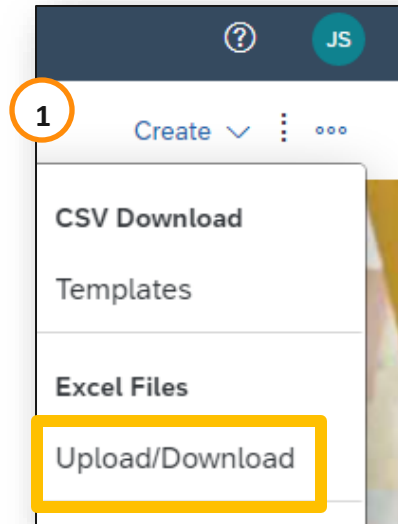 ? JS
1
Create
CSV Download
Templates
Excel Files
Upload/Download